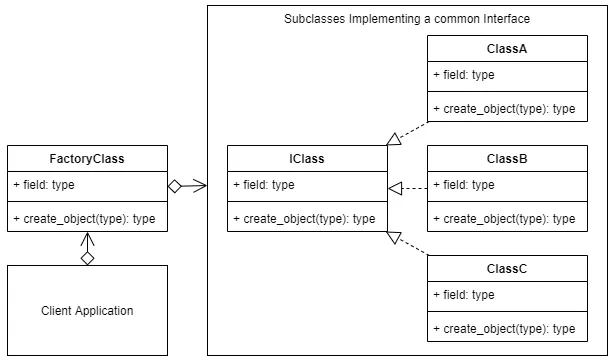 Subclasses Implementing a common Interface
ClassA
+ field: type
+ create_object(type): type
FactoryClass
+ field: type
+ create_object(type): type
IClass
+ field: type
+ create_object(type): type
ClassB
+ field: type
+ create_object(type): type
Client Application
ClassC
+ field: type
+ create_object(type): type